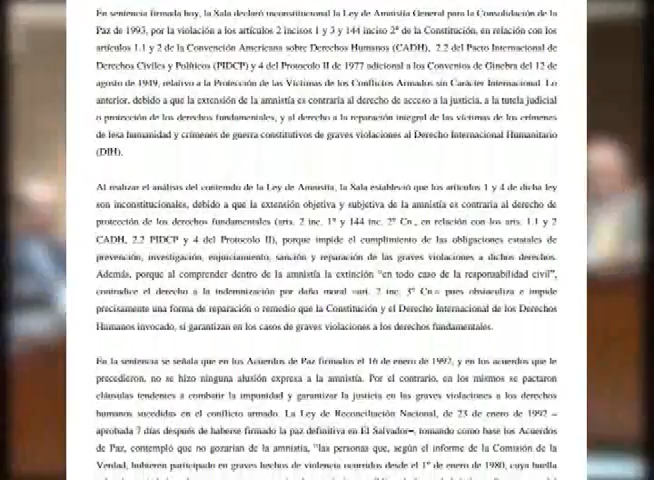 En sentencia firmada hoy, la Sala declaró inconstitucional la Ley de Amnistía General para la Consolidación de la
Paz de 1993, por la violación a los artículos 2 incisos 1 y 3 y 144 inciso 2° de la Constitución, en relación con los
artículos 1.1 y 2 de la Convención Americana sobre Derechos Humanos (CADH), 2.2 del Pacto Internacional de
Derechos Civiles y Políticos (PIDCP) y 4 del Protocolo II de 1977 adicional a los Convenios de Ginebra del 12 de
agosto de 1949, relativo a la Protección de las Víctimas de los Conflictos Armados sin Carácter Internacional. Lo
anterior, debido a que la extensión de la amnistía es contraria al derecho de acceso a la justicia, a la tutela judicial
o protección de los derechos fundamentales, y al derecho a la reparación integral de las víctimas de los crímenes
de lesa humanidad y crímenes de guerra constitutivos de graves violaciones al Derecho Internacional Humanitario
(DIH).
Al realizar el análisis del contenido de la Ley de Amnistía, la Sala estableció que los artículos 1 y 4 de dicha ley
son inconstitucionales, debido a que la extensión objetiva y subjetiva de la amnistía es contraria al derecho de
protección de los derechos fundamentales (arts. 2 inc. 1° y 144 inc. 2° Cn., en relación con los arts. 1.1 y 2
CADH, 2.2 PIDCP y 4 del Protocolo II), porque impide el cumplimiento de las obligaciones estatales de
prevención, investigación, enjuiciamiento, sanción y reparación de las graves violaciones a dichos derechos.
Además, porque al comprender dentro de la amnistía la extinción “en todo caso de la responsabilidad civil”,
contradice el derecho a la indemnización por daño moral –art. 2 inc. 3° Cn.– pues obstaculiza e impide
precisamente una forma de reparación o remedio que la Constitución y el Derecho Internacional de los Derechos
Humanos invocado, sí garantizan en los casos de graves violaciones a los derechos fundamentales.
En la sentencia se señala que en los Acuerdos de Paz firmados el 16 de enero de 1992, y en los acuerdos que le
precedieron, no se hizo ninguna alusión expresa a la amnistía. Por el contrario, en los mismos se pactaron
cláusulas tendentes a combatir la impunidad y garantizar la justicia en las graves violaciones a los derechos
humanos sucedidas en el conflicto armado. La Ley de Reconciliación Nacional, de 23 de enero de 1992 –
aprobada 7 días después de haberse firmado la paz definitiva en El Salvador–, tomando como base los Acuerdos
de Paz, contempló que no gozarían de la amnistía, “las personas que, según el informe de la Comisión de la
Verdad, hubieren participado en graves hechos de violencia ocurridos desde el 1° de enero de 1980, cuya huella